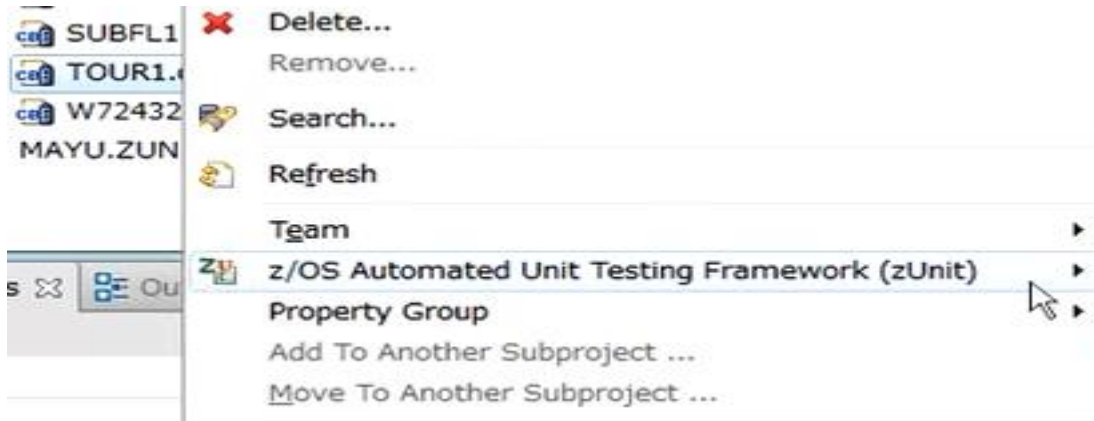 SUBFL1
TOUR1.
W72432
MAYU.ZUN
Delete...
Remove...
Search...
Refresh
Team
z/OS Automated Unit Testing Framework (zUnit)
Property Group
Add To Another Subproject ...
Move To Another Subproject ...
s
Ou